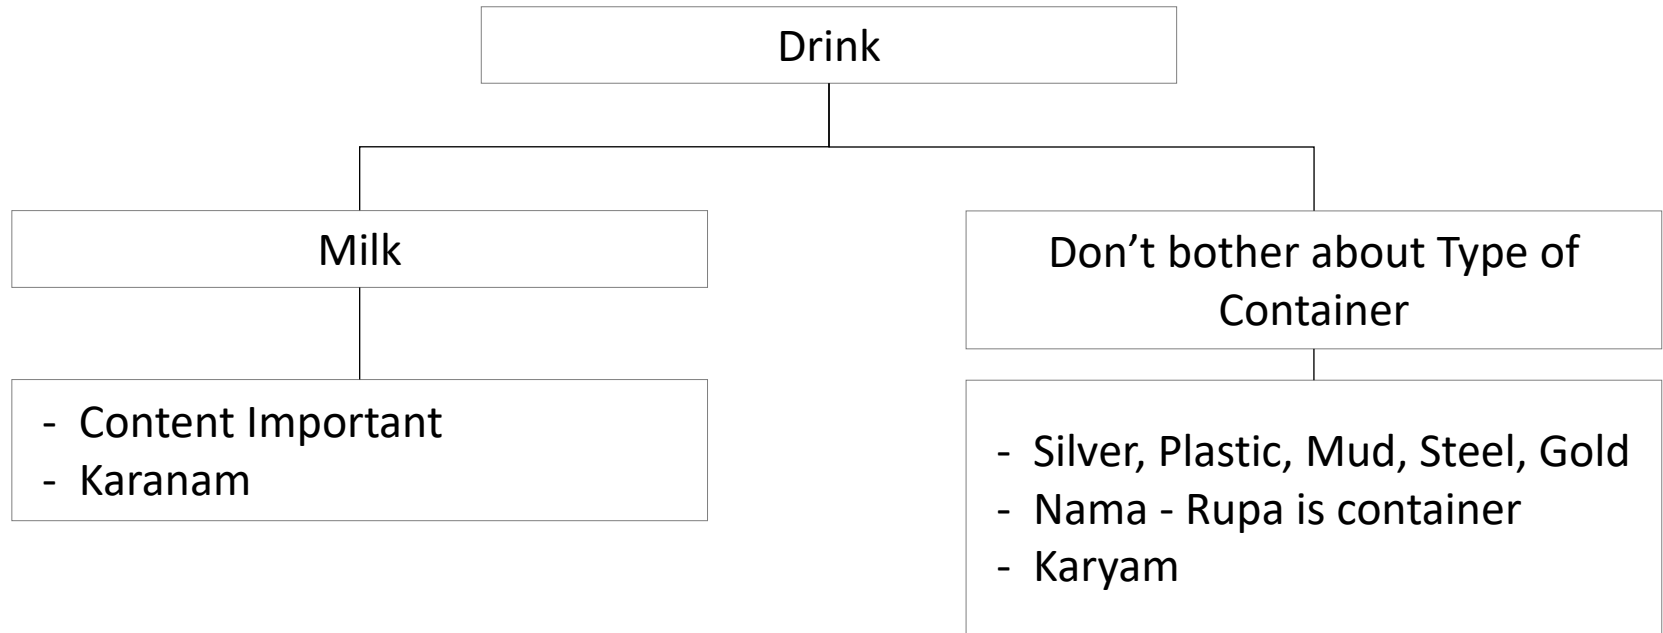 Drink
Milk
Don’t bother about Type of
Container
- Content Important
- Karanam
- Silver, Plastic, Mud, Steel, Gold
- Nama - Rupa is container
- Karyam